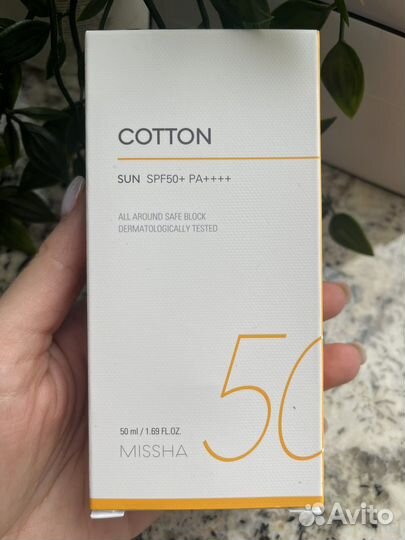 COTTON
SUN SPF50+ PA++++
ALL AROUND SAFE BLOCK
DERMATOLOGICALLY TESTED
50
50 ml / 1.69 FL.OZ.
MISSHA
Avito